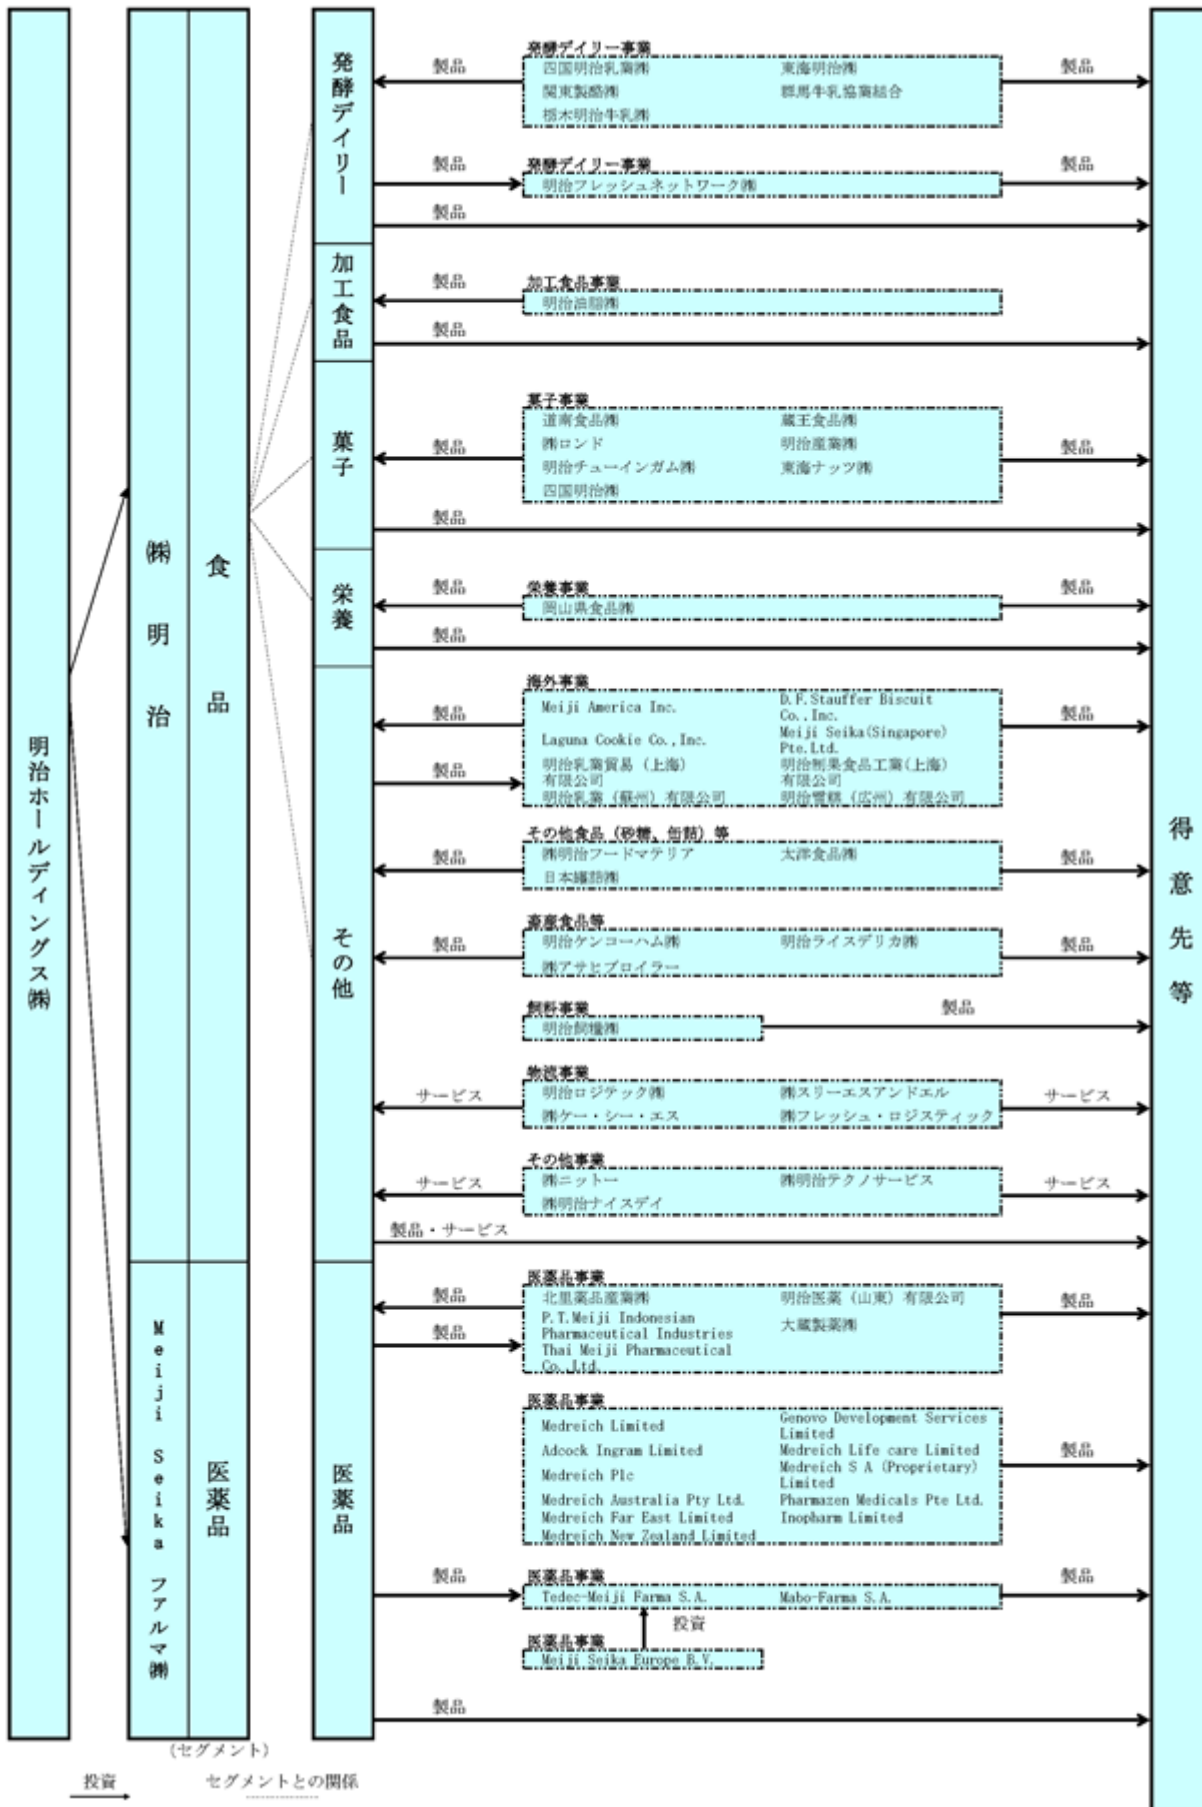 明治ホールディングス㈱
㈱明治
食品
Meiji Seika ファルマ㈱
医薬品
発酵デイリー
加工食品
菓子
栄養
その他
医薬品
得意先等
発酵デイリー事業
製品
四国明治乳業㈱
東海明治㈱
製品
関東製酪㈱
群馬牛乳協業組合
栃木明治牛乳㈱
発酵デイリー事業
製品
明治フレッシュネットワーク㈱
製品
製品
加工食品事業
製品
明治油脂㈱
製品
菓子事業
道南食品㈱
蔵王食品㈱
製品
㈱ロンド
明治産業㈱
製品
明治チューインガム㈱
東海ナッツ㈱
四国明治㈱
製品
栄養事業
製品
岡山県食品㈱
製品
製品
海外事業
製品
Meiji America Inc.
D.F.Stauffer Biscuit
Co.,Inc.
製品
Laguna Cookie Co.,Inc.
Meiji Seika(Singapore)
Pte.Ltd.
製品
明治乳業貿易（上海）
有限公司
明治制果食品工業(上海)
有限公司
明治乳業（蘇州）有限公司
明治雪糕（広州）有限公司
その他食品（砂糖、缶詰）等
製品
㈱明治フードマテリア
太洋食品㈱
製品
日本罐詰㈱
畜産食品等
製品
明治ケンコーハム㈱
明治ライスデリカ㈱
製品
㈱アサヒブロイラー
飼料事業
製品
明治飼糧㈱
物流事業
サービス
明治ロジテック㈱
㈱スリーエスアンドエル
サービス
㈱ケー・シー・エス
㈱フレッシュ・ロジスティック
その他事業
サービス
㈱ニットー
㈱明治テクノサービス
サービス
㈱明治ナイスデイ
製品・サービス
医薬品事業
製品
北里薬品産業㈱
明治医薬（山東）有限公司
製品
P.T.Meiji Indonesian
Pharmaceutical Industries
大蔵製薬㈱
製品
Thai Meiji Pharmaceutical
Co.,Ltd.
医薬品事業
Medreich Limited
Genovo Development Services
Limited
Adcock Ingram Limited
Medreich Life care Limited
製品
Medreich Plc
Medreich S A (Proprietary)
Limited
Medreich Australia Pty Ltd.
Pharmazen Medicals Pte Ltd.
Medreich Far East Limited
Inopharm Limited
Medreich New Zealand Limited
医薬品事業
製品
Tedec-Meiji Farma S.A.
Mabo-Farma S.A.
製品
投資
医薬品事業
Meiji Seika Europe B.V.
製品
(セグメント)
投資
セグメントとの関係